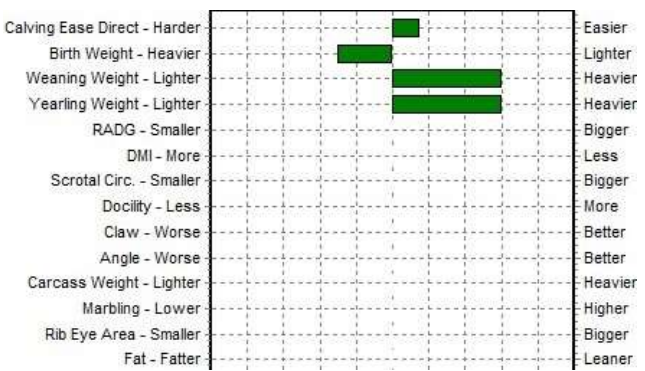 Calving Ease Direct - Harder Easier
Birth Weight - Heavier Lighter
Weaning Weight - Lighter Heavier
Yearling Weight - Lighter Heavier
RADG - Smaller Bigger
DMI - More Less
Scrotal Circ. - Smaller Bigger
Docility - Less More
Claw - Worse Better
Angle - Worse Better
Carcass Weight - Lighter Heavier
Marbling - Lower Higher
Rib Eye Area - Smaller Bigger
Fat - Fatter Leaner